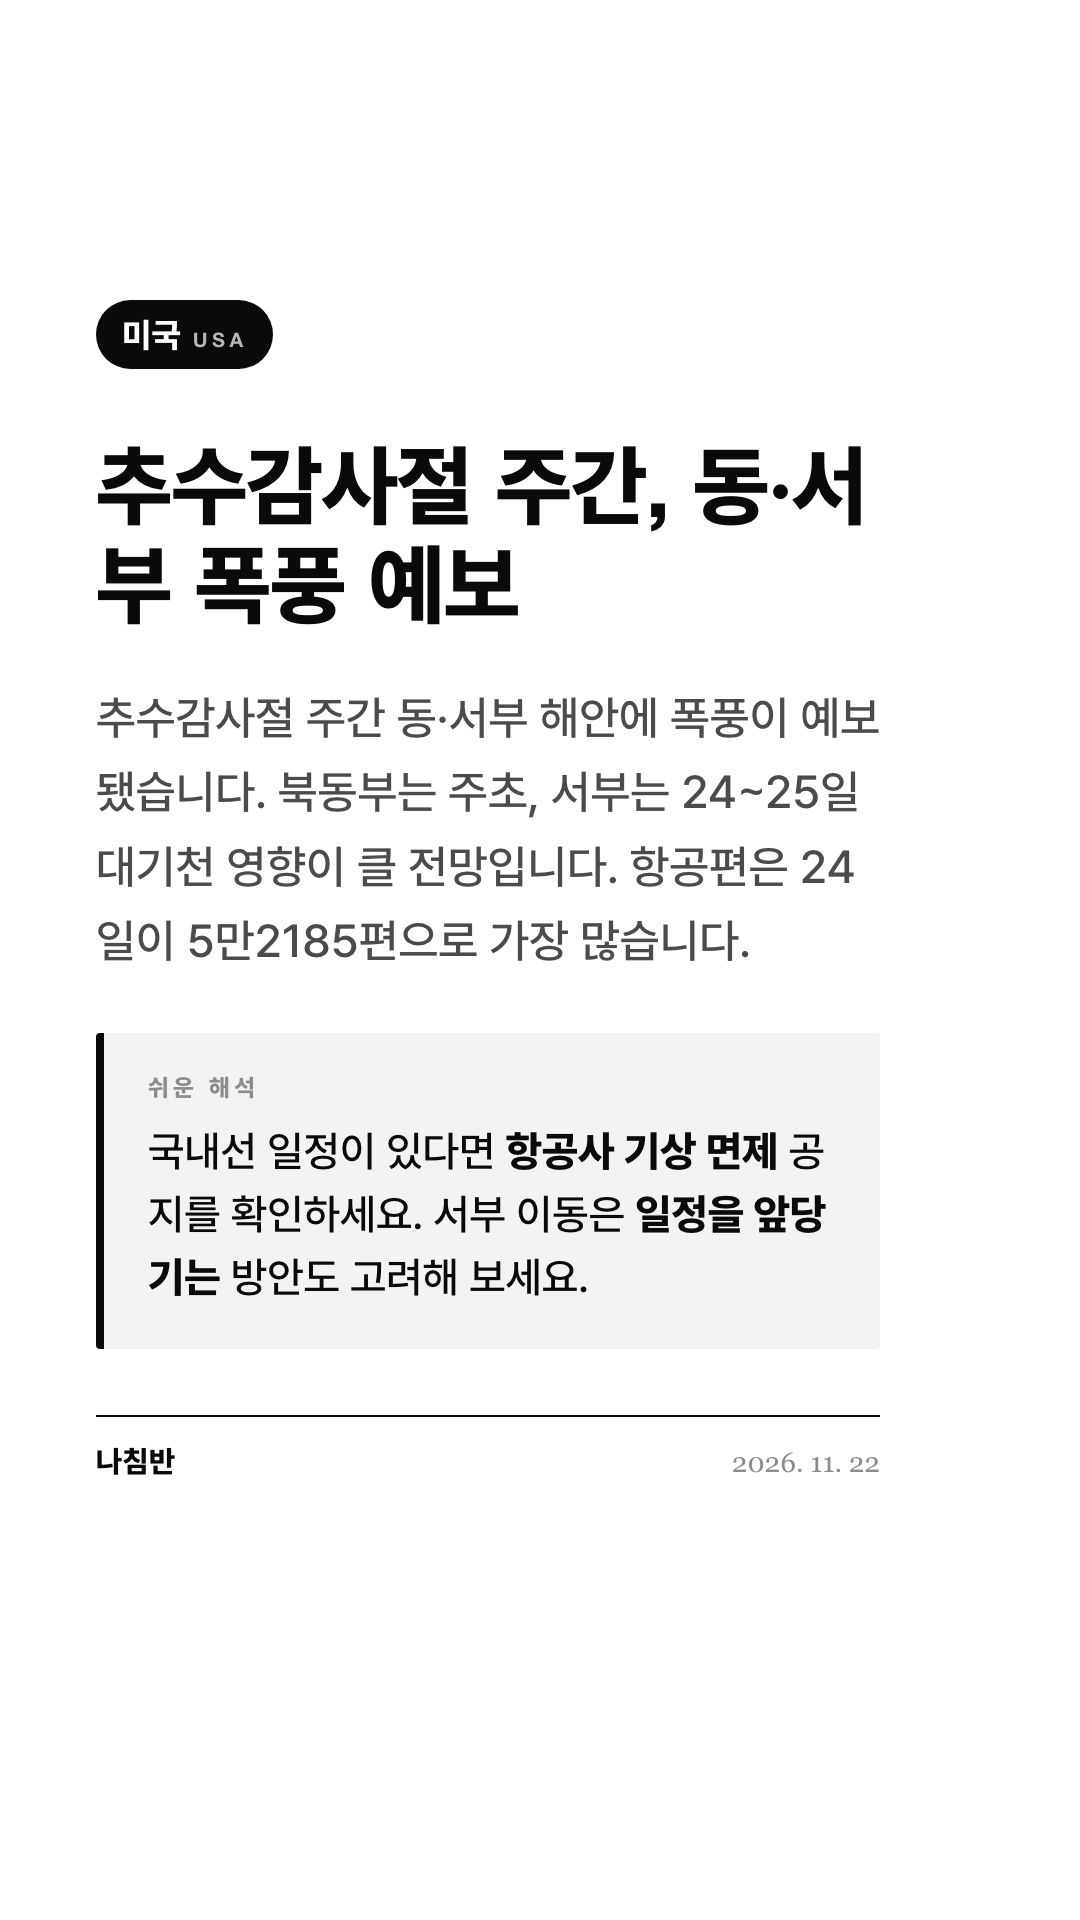 미국 USA
추수감사절 주간, 동·서
부 폭풍 예보
추수감사절 주간 동·서부 해안에 폭풍이 예보
됐습니다. 북동부는 주초, 서부는 24~25일
대기천 영향이 클 전망입니다. 항공편은 24
일이 5만2185편으로 가장 많습니다.
쉬운 해석
국내선 일정이 있다면 항공사 기상 면제 공
지를 확인하세요. 서부 이동은 일정을 앞당
기는 방안도 고려해 보세요.
나침반
2026. 11. 22